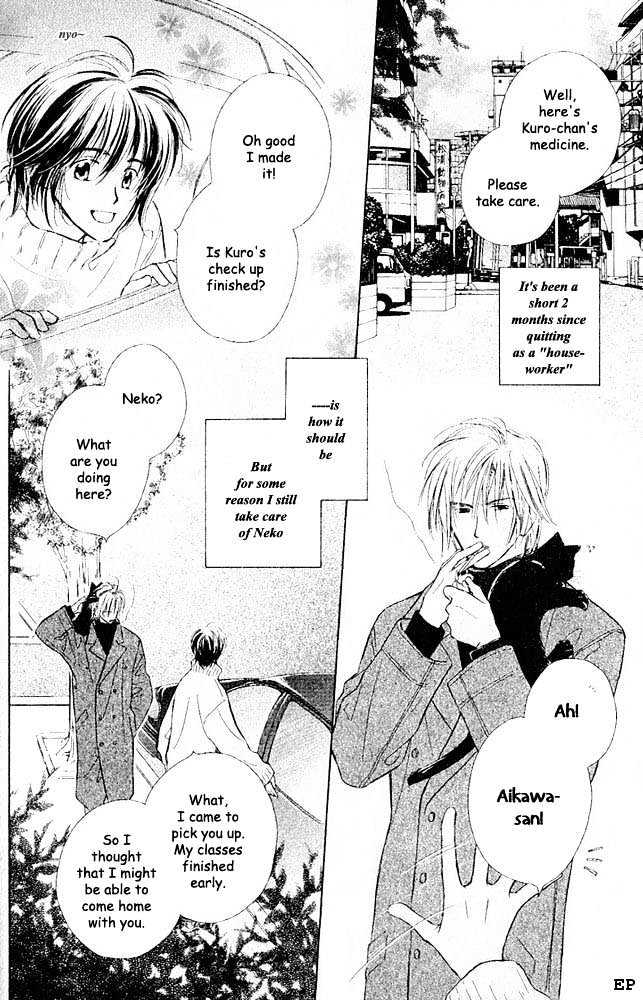 Well,
here's
Kuro-chan's
medicine.
Please
take care.
It's been a
short 2
months since
quitting
as a "house-
worker"
Ah!
Aikawa-
san!
nyo~
Oh good
I made
it!
Is Kuro's
check up
finished?
-----is
how it
should
be
But
for some
reason I still
take care
of Neko
Neko?
What
are you
doing
here?
What,
I came to
pick you up.
My classes
finished
early.
So I
thought
that I might
be able to
come home
with you.
EP